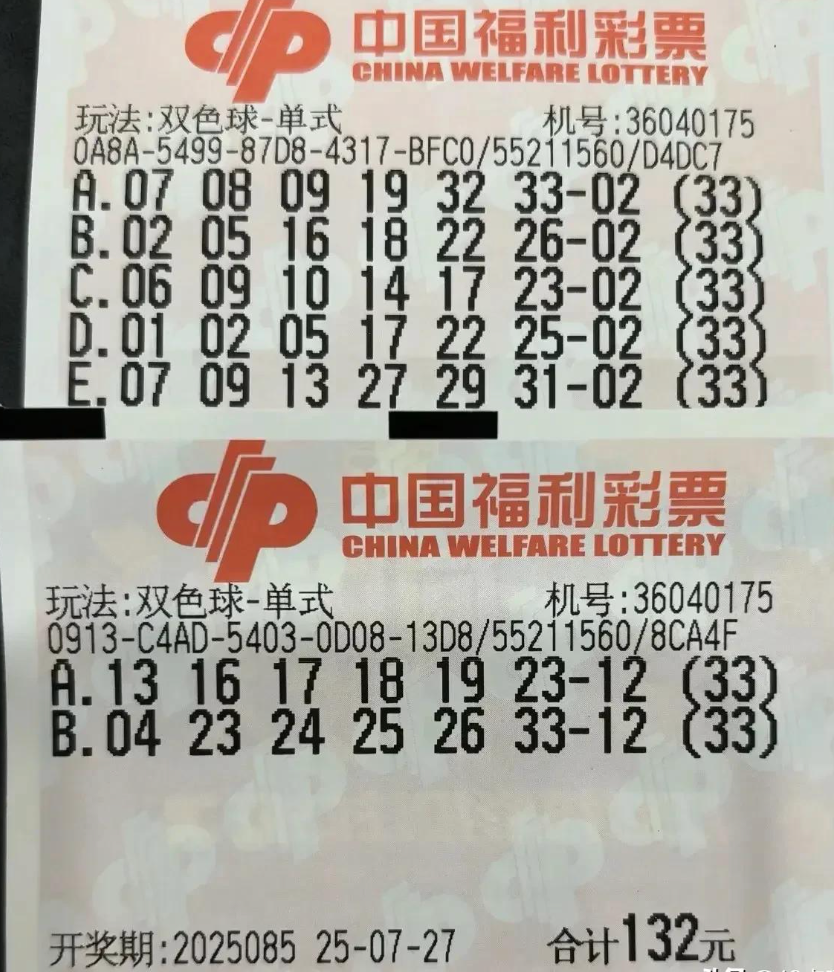 中国福利彩票
CHINA WELFARE LOTTERY
玩法:双色球-单式 机号:36040175
0A8A-5499-87D8-4317-BFC0/55211560/D4DC7
A.07 08 09 19 32 33-02 (33)
B.02 05 16 18 22 26-02 (33)
C.06 09 10 14 17 23-02 (33)
D.01 02 05 17 22 25-02 (33)
E.07 09 13 27 29 31-02 (33)
中国福利彩票
CHINA WELFARE LOTTERY
玩法:双色球-单式 机号:36040175
0913-C4AD-5403-0D08-13D8/55211560/8CA4F
A.13 16 17 18 19 23-12 (33)
B.04 23 24 25 26 33-12 (33)
开奖期:2025085 25-07-27 合计132元